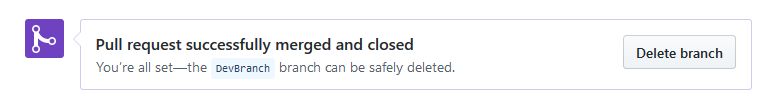 Pull request successfully merged and closed
You’re all set—the DevBranch branch can be safely deleted.
Delete branch